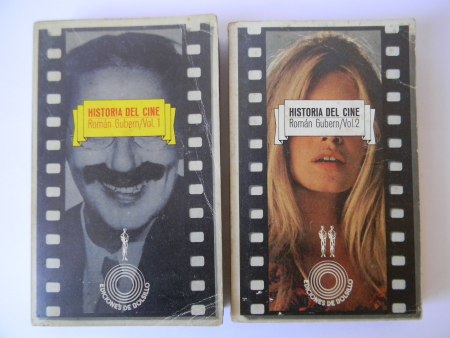 HISTORIA DEL CINE
Román Gubern/Vol.1
EDICIONES DE BOLSILLO
HISTORIA DEL CINE
Román Gubern/Vol.2
EDICIONES DE BOLSILLO